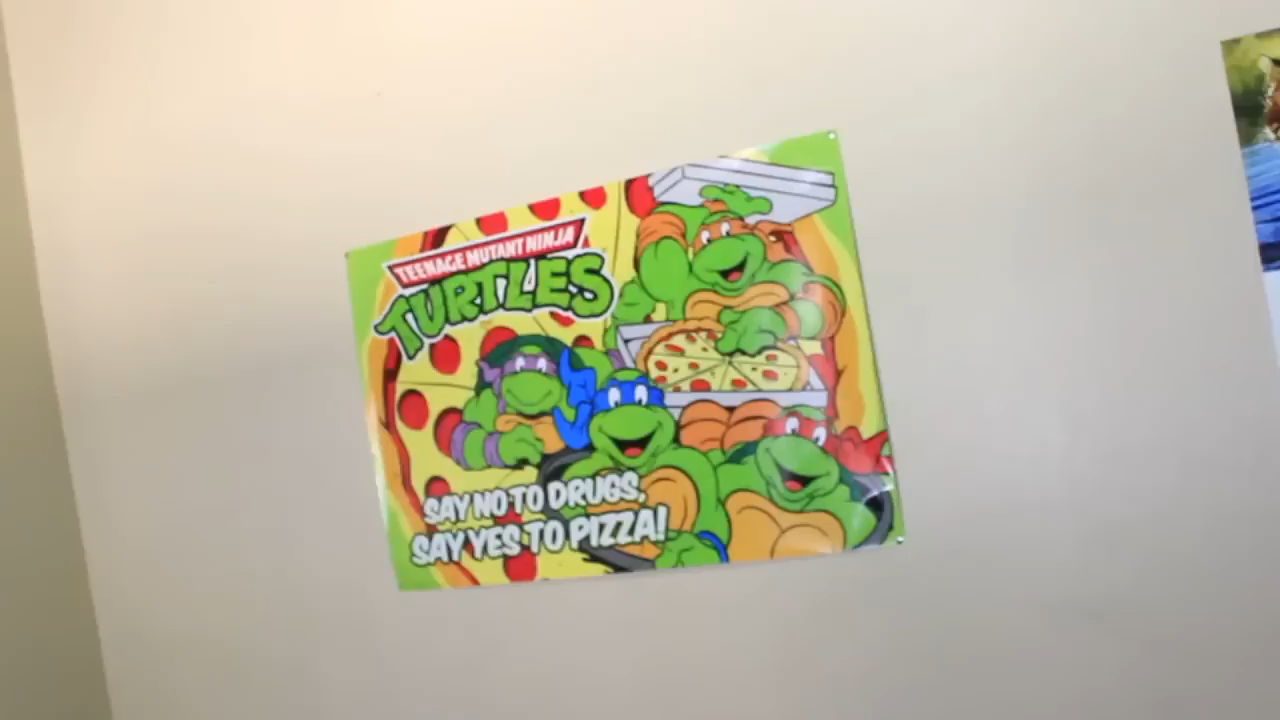 TEENAGE MUTANT NINJA
TURTLES
SAY NO TO DRUGS,
SAY YES TO PIZZA!